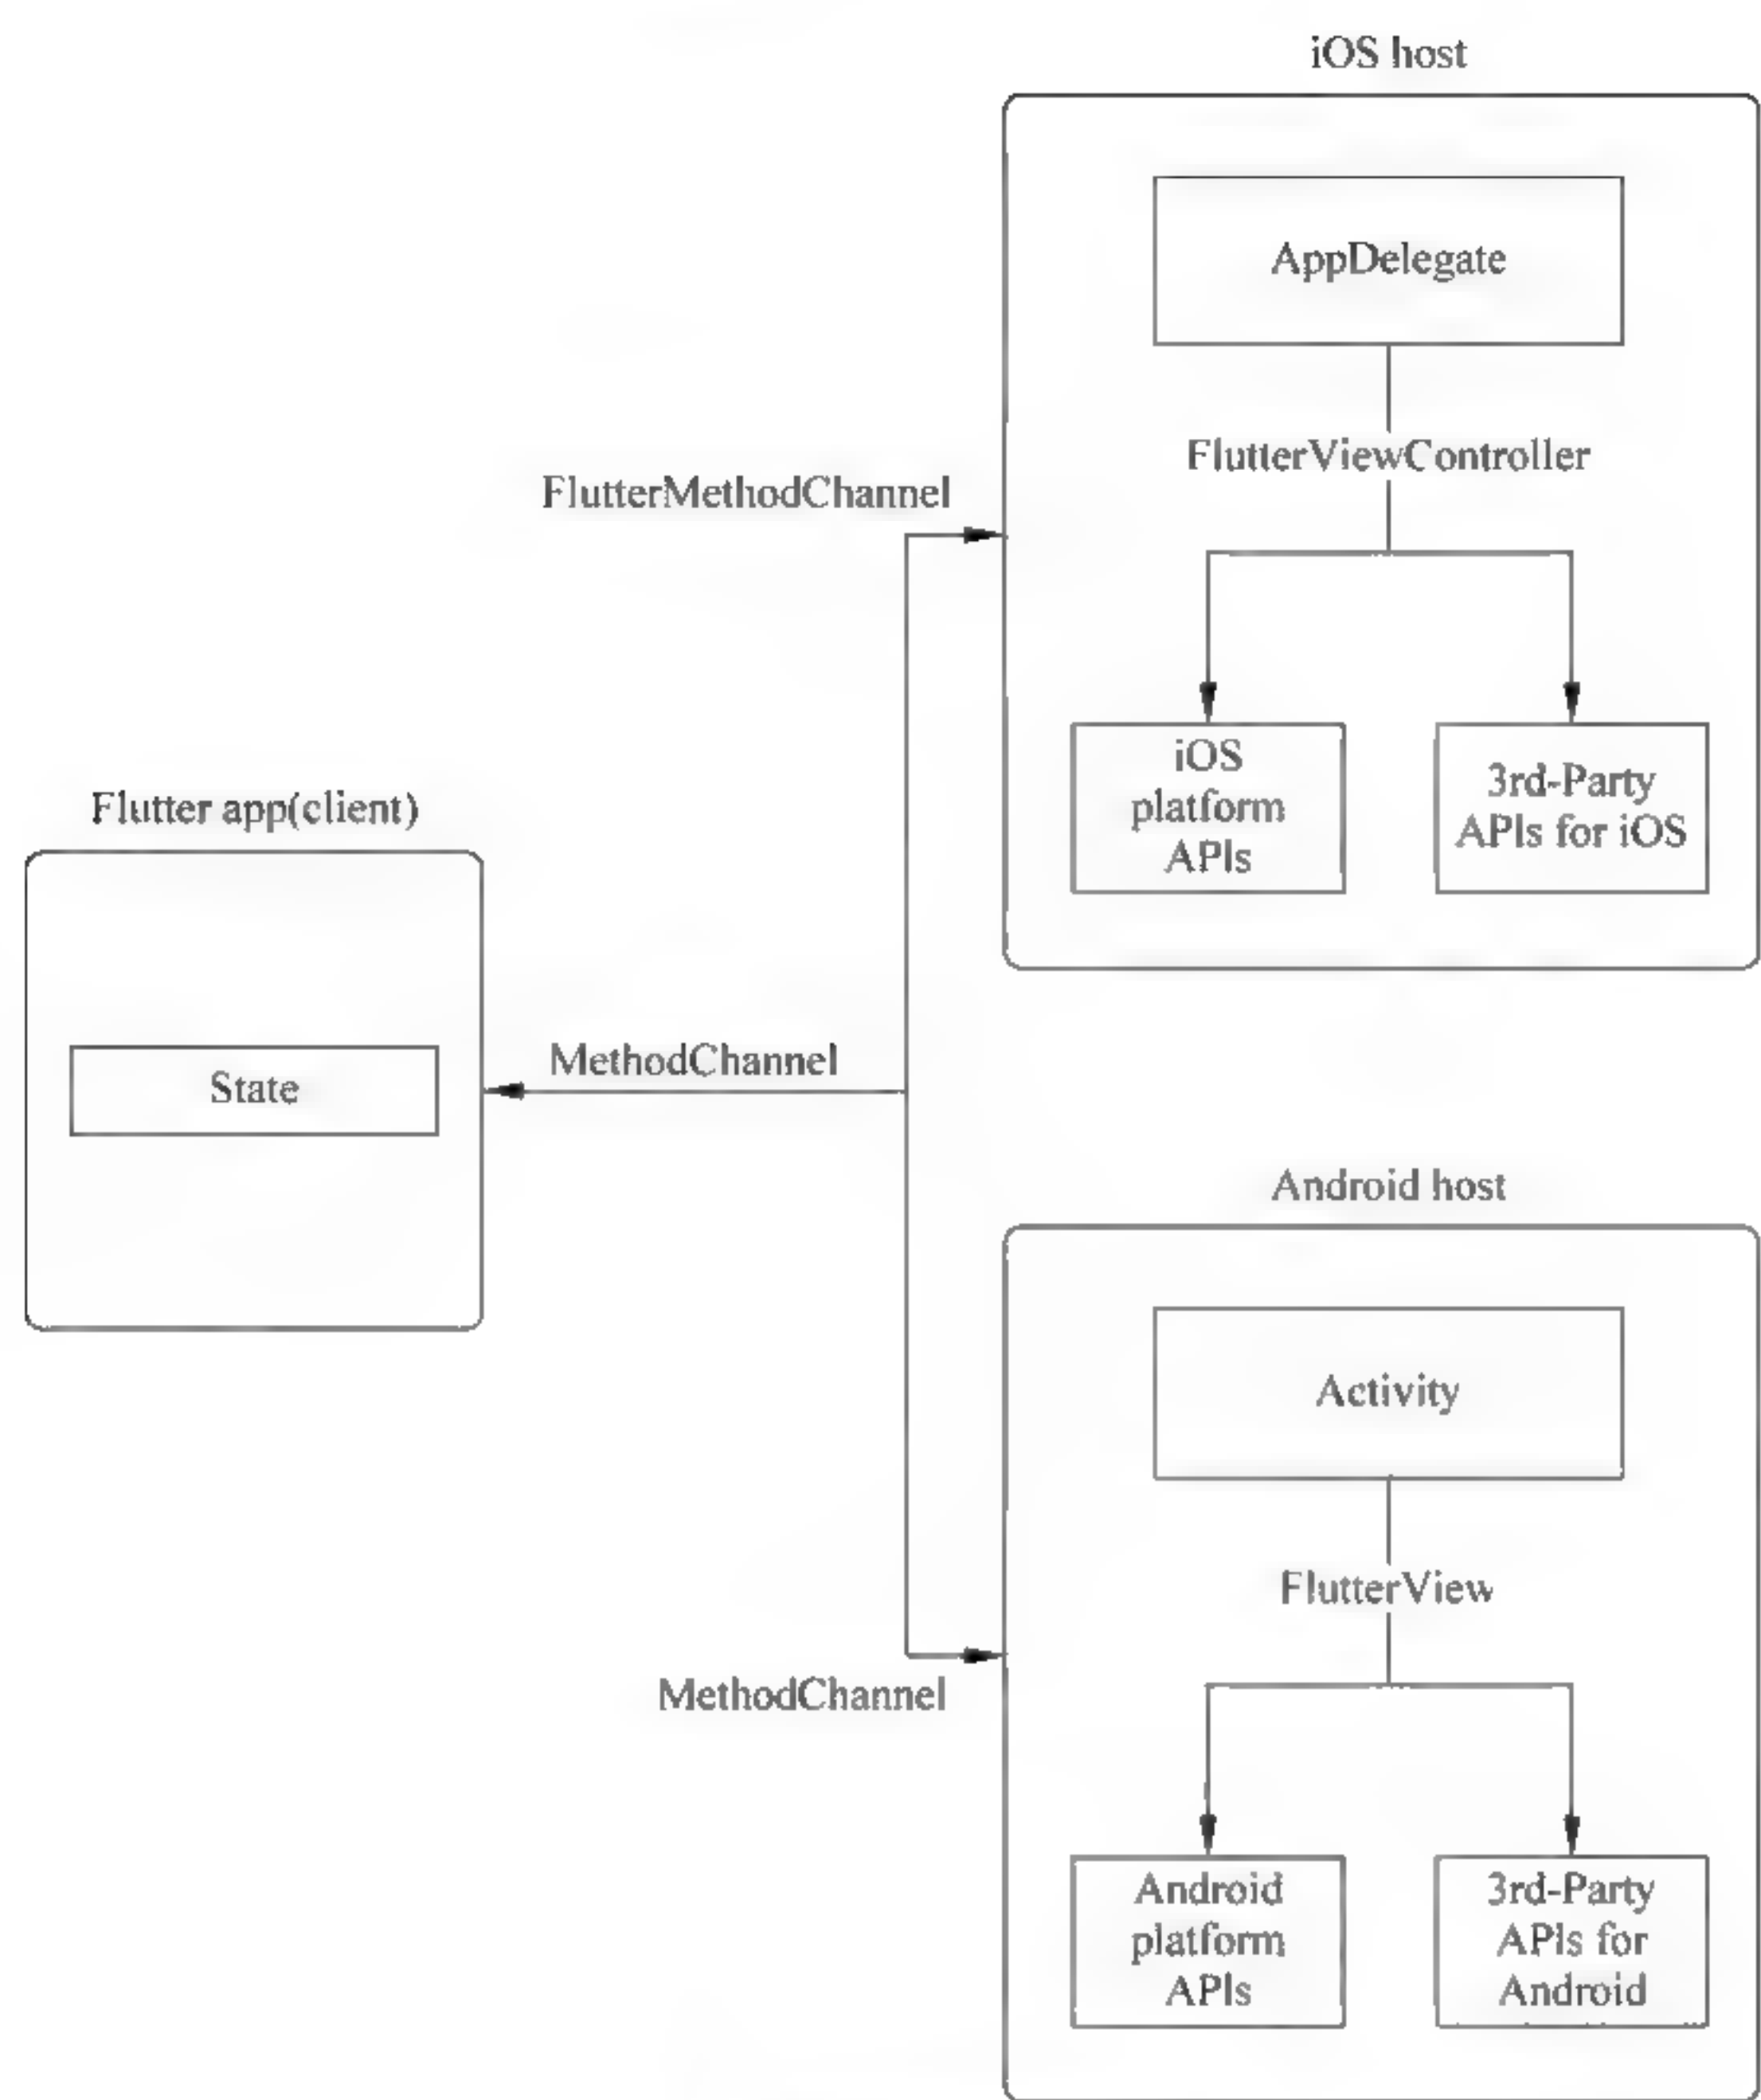 iOS host
AppDelegate
FlutterViewController
FlutterMethodChannel
iOS
platform
APIs
3rd-Party
APIs for iOS
Flutter app(client)
State
MethodChannel
Android host
Activity
FlutterView
MethodChannel
Android
platform
APIs
3rd-Party
APIs for
Android